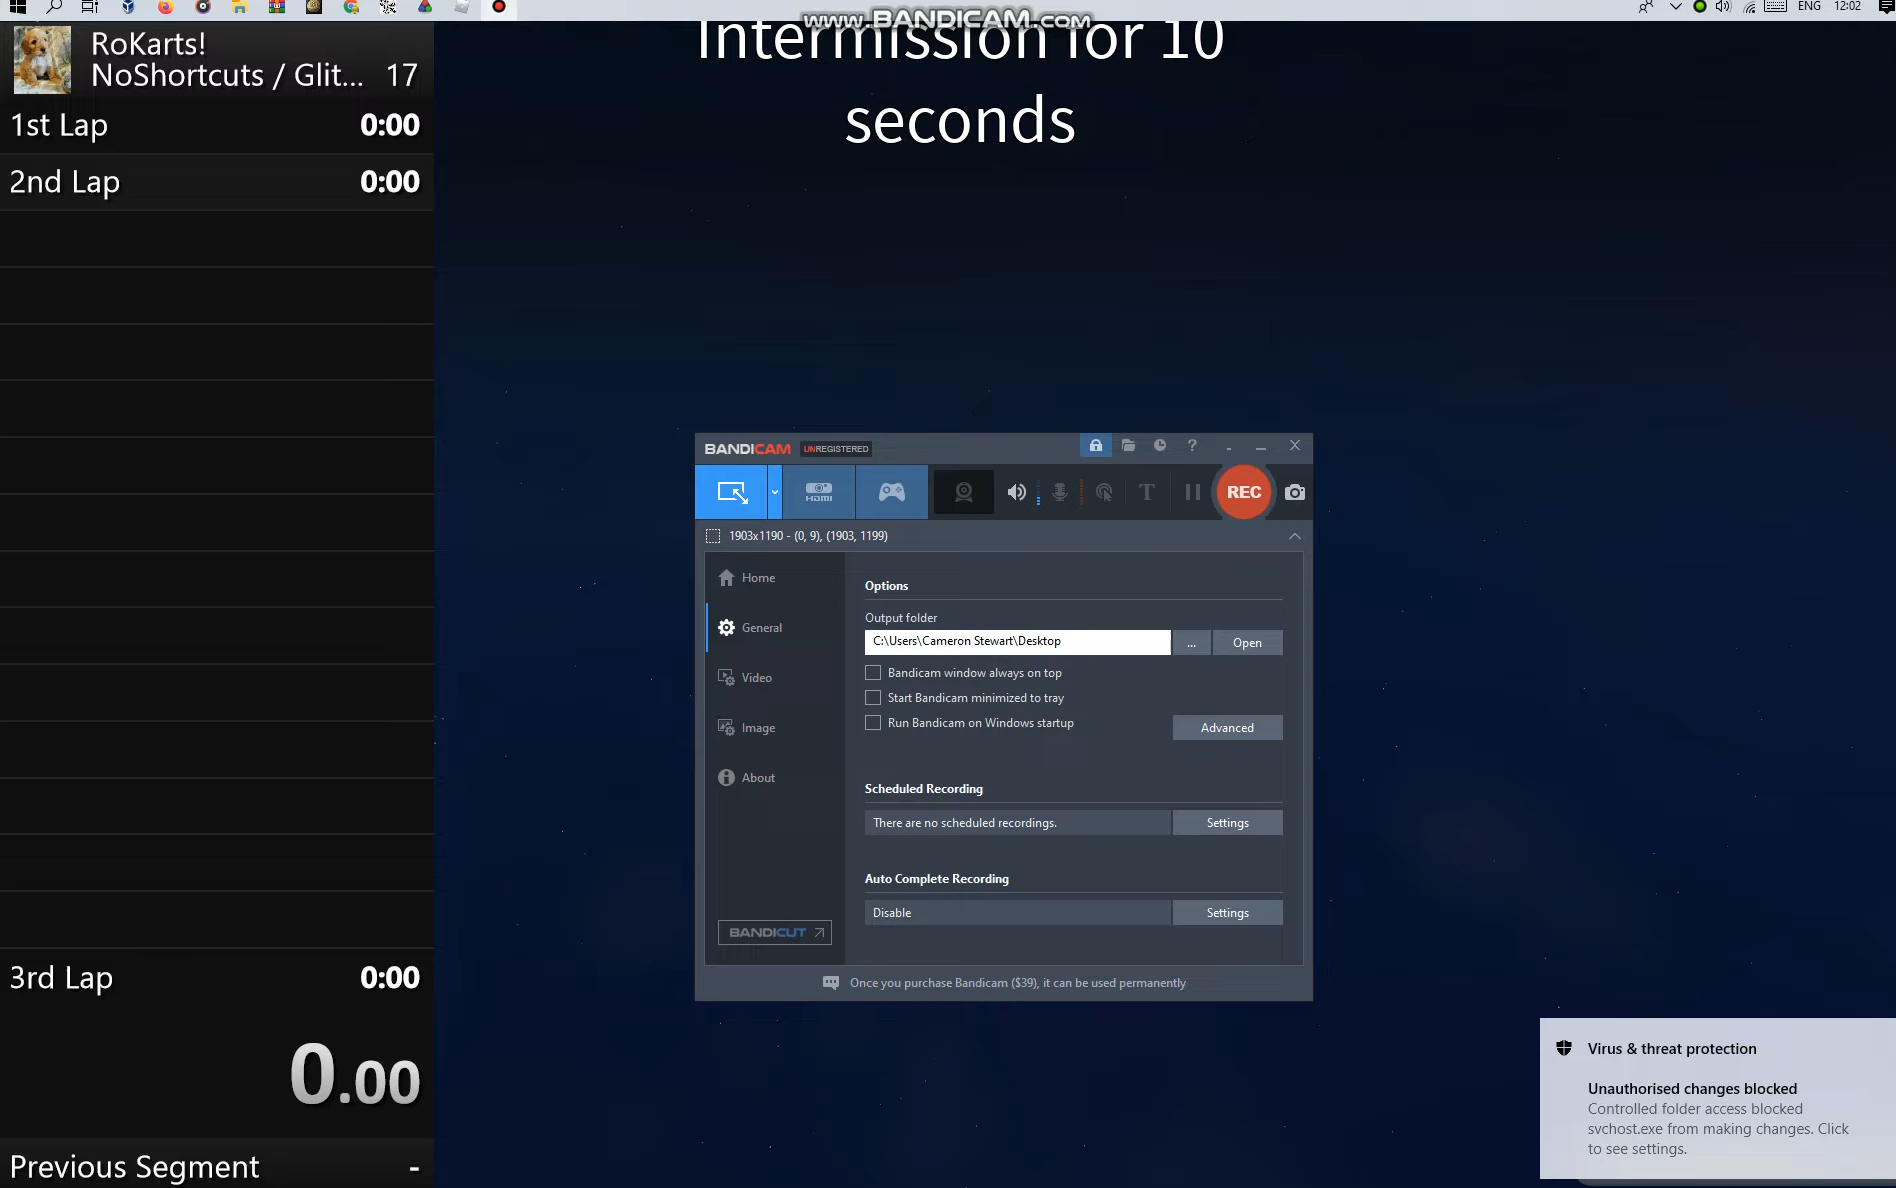 ENG 12:02
www.BANDICAM.com
RoKarts!
NoShortcuts / Glit... 17
1st Lap 0:00
2nd Lap 0:00
3rd Lap 0:00
0.00
Previous Segment -
Intermission for 10
seconds
BANDICAM UNREGISTERED
HDMI
T
REC
1903x1190 - (0, 9), (1903, 1199)
Home
General
Video
Image
About
BANDICUT
Options
Output folder
C:\Users\Cameron Stewart\Desktop ... Open
Bandicam window always on top
Start Bandicam minimized to tray
Run Bandicam on Windows startup
Advanced
Scheduled Recording
There are no scheduled recordings. Settings
Auto Complete Recording
Disable Settings
Once you purchase Bandicam ($39), it can be used permanently
Virus & threat protection
Unauthorised changes blocked
Controlled folder access blocked
svchost.exe from making changes. Click
to see settings.